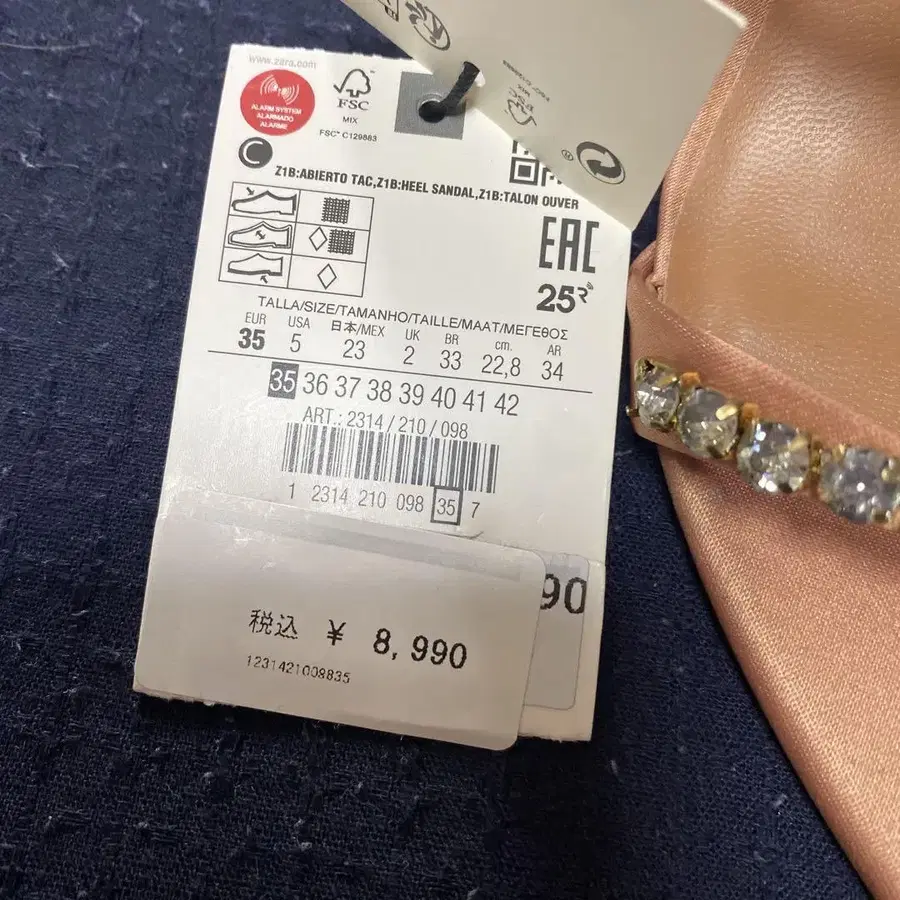 www.zara.com
ALARM SYSTEM
ALARMADO
ALARME
FSC
MIX
FSC™ C129883
C
Z1B:ABIERTO TAC,Z1B:HEEL SANDAL,Z1B:TALON OUVER
EAC
25
TALLA/SIZE/TAMANHO/TAILLE/MAAT/ΜΕΓΕΘΟΣ
EUR USA 日本/MEX UK BR cm. AR
35 5 23 2 33 22,8 34
35 36 37 38 39 40 41 42
ART.: 2314/210/098
1 2314 210 098 35 7
90
税込 ¥ 8,990
1231421009835